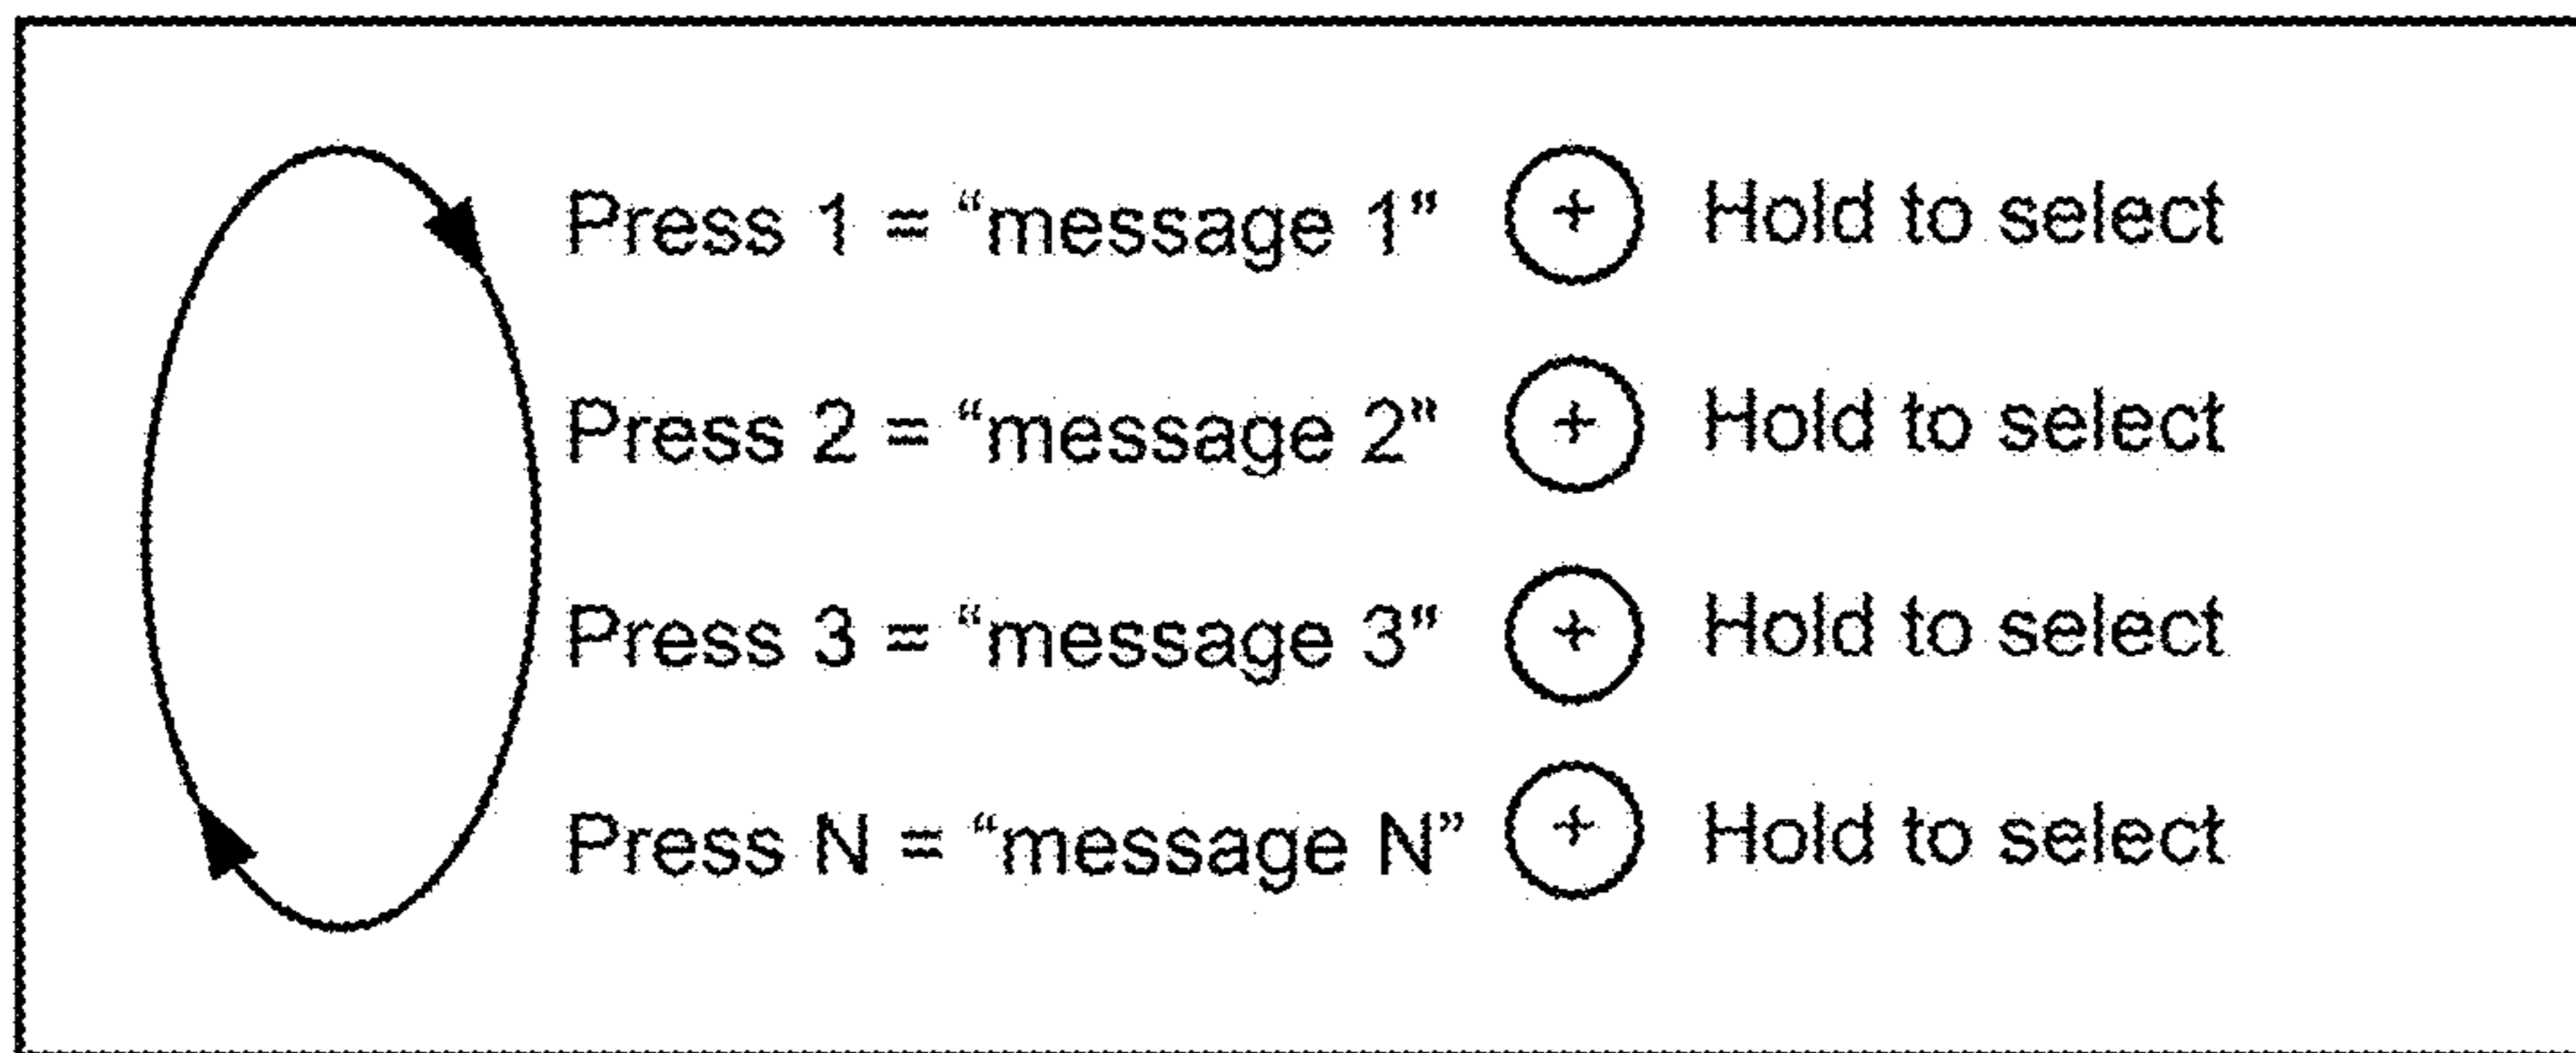 Press 1 = “message 1” + Hold to select
Press 2 = “message 2” + Hold to select
Press 3 = “message 3” + Hold to select
Press N = “message N” + Hold to select